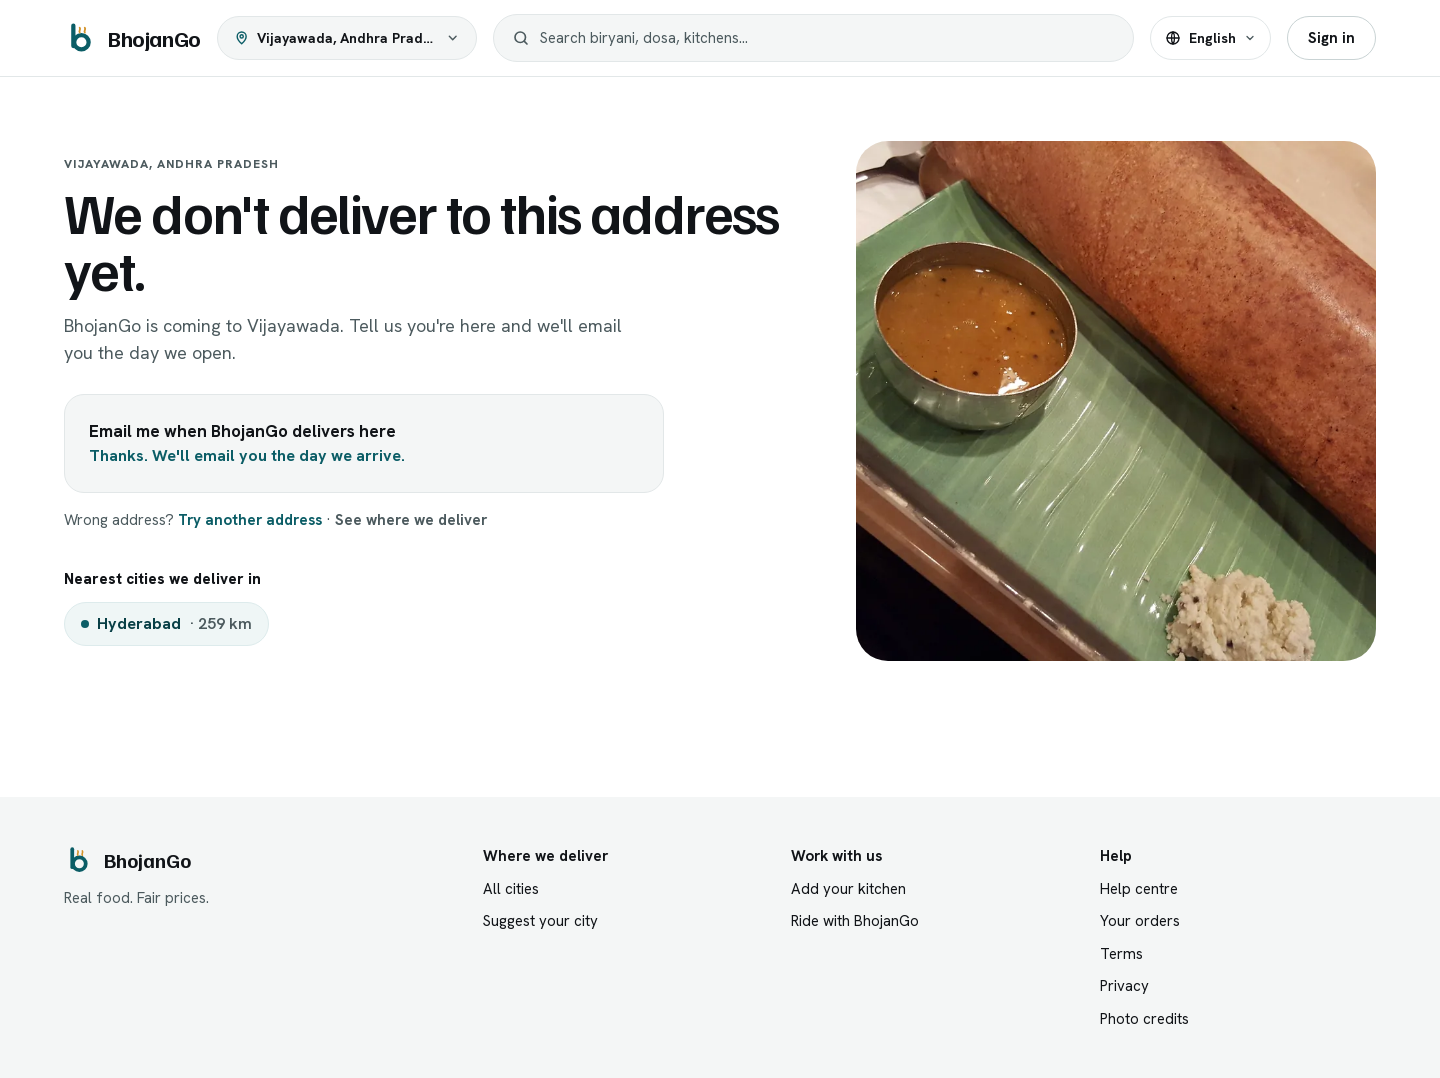 BhojanGo
Vijayawada, Andhra Prad...
Search biryani, dosa, kitchens...
English
Sign in
VIJAYAWADA, ANDHRA PRADESH
We don't deliver to this address
yet.
BhojanGo is coming to Vijayawada. Tell us you're here and we'll email
you the day we open.
Email me when BhojanGo delivers here
Thanks. We'll email you the day we arrive.
Wrong address? Try another address · See where we deliver
Nearest cities we deliver in
Hyderabad · 259 km
BhojanGo
Real food. Fair prices.
Where we deliver
All cities
Suggest your city
Work with us
Add your kitchen
Ride with BhojanGo
Help
Help centre
Your orders
Terms
Privacy
Photo credits